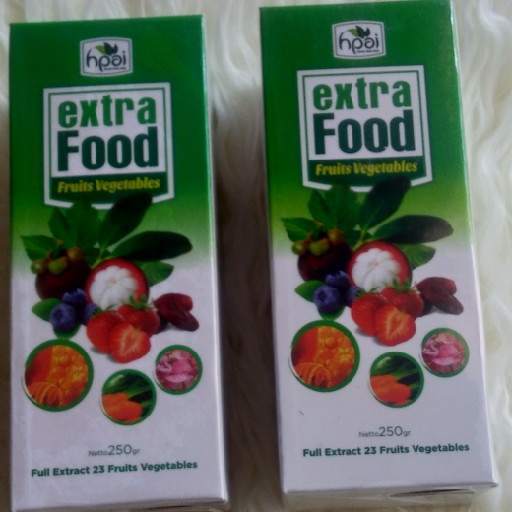 hpai
extra
Food
Fruits Vegetables
Netto250gr
Full Extract 23 Fruits Vegetables
hpai
extra
Food
Fruits Vegetables
Netto250gr
Full Extract 23 Fruits Vegetables